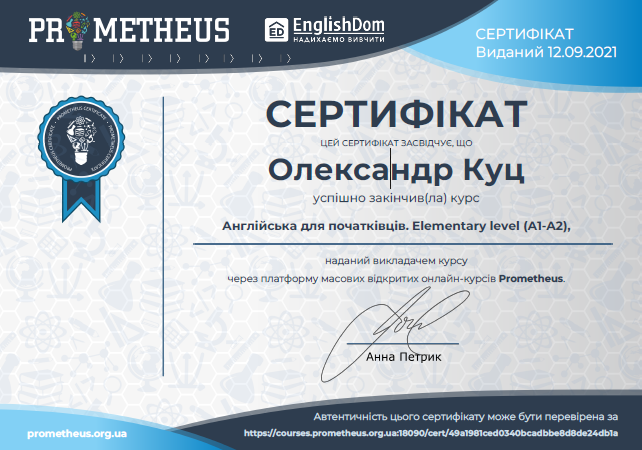 PROMETHEUS
ED EnglishDom
НАДИХАЄМО ВИВЧИТИ
СЕРТИФІКАТ
Виданий 12.09.2021
PROMETHEUS CERTIFICATE
СЕРТИФІКАТ
ЦЕЙ СЕРТИФІКАТ ЗАСВІДЧУЄ, ЩО
Олександр Куц
успішно закінчив(ла) курс
Англійська для початківців. Elementary level (A1-A2),
наданий викладачем курсу
через платформу масових відкритих онлайн-курсів Prometheus.
Анна Петрик
Автентичність цього сертифікату може бути перевірена за
prometheus.org.ua
https://courses.prometheus.org.ua:18090/cert/49a1981ced0340bcadbbe8d8de24db1a